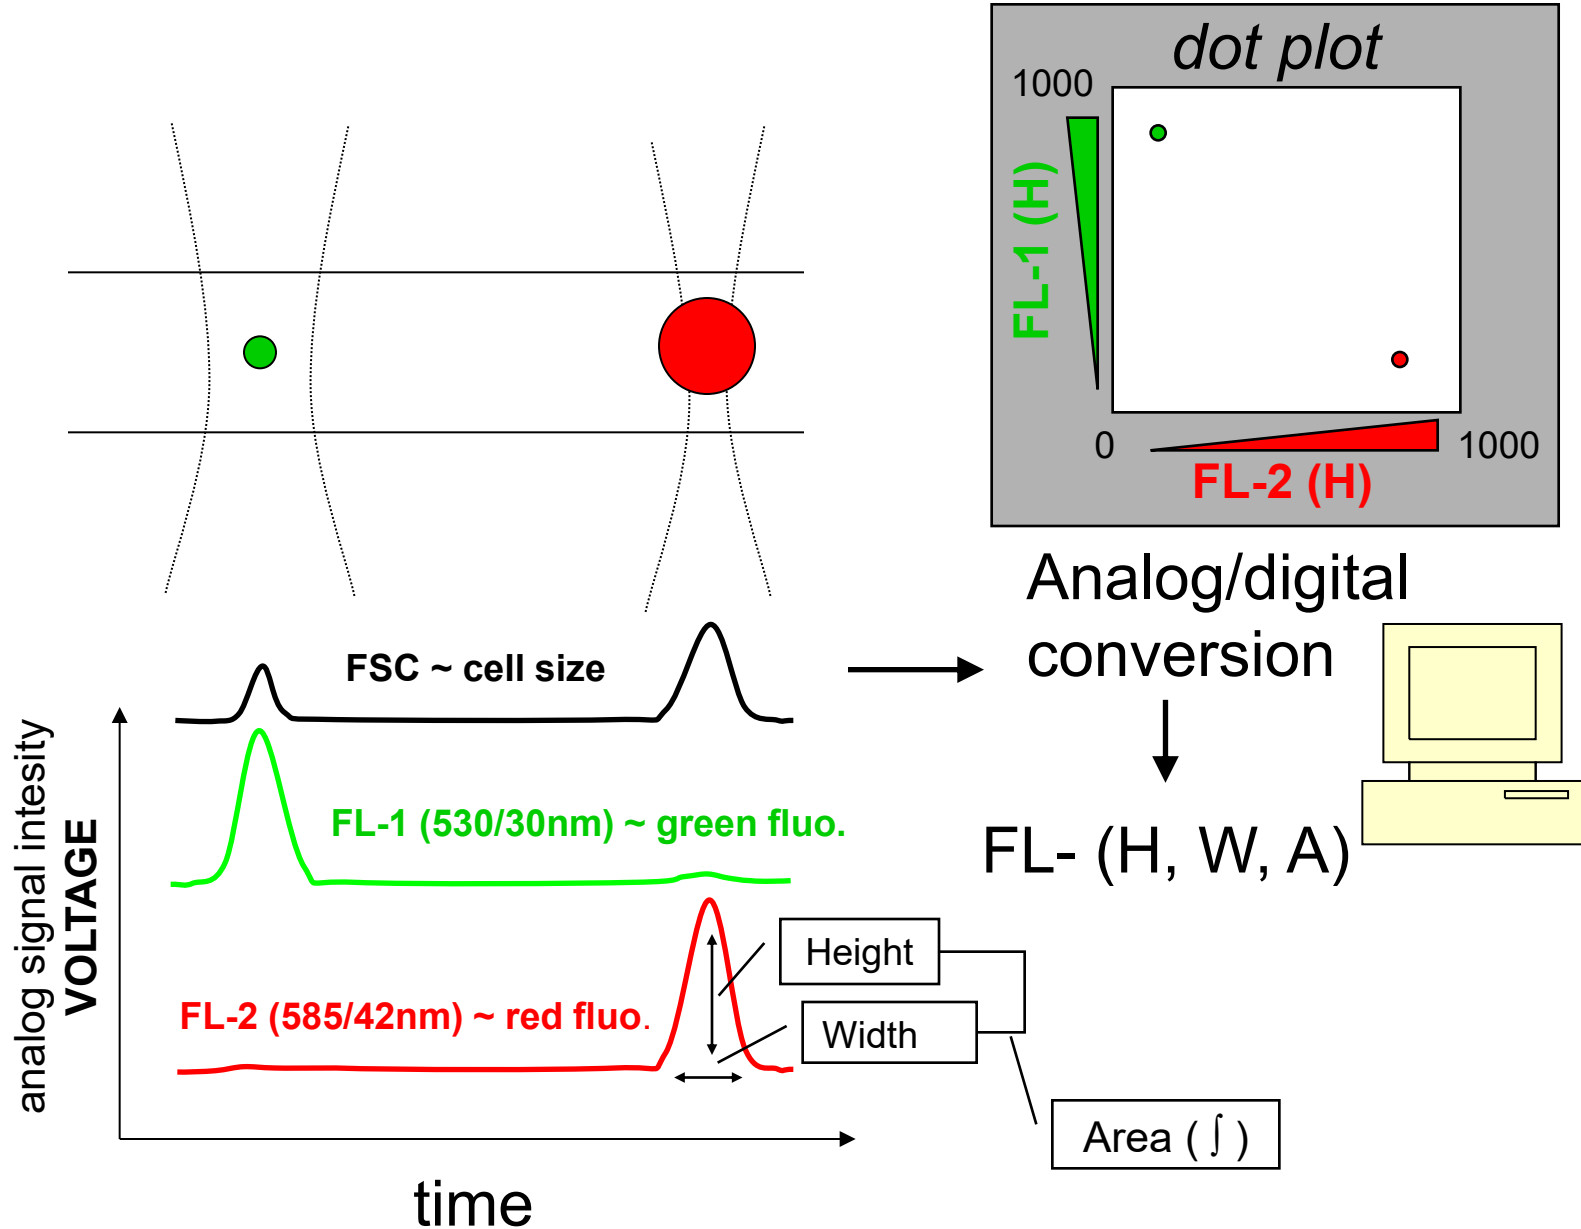 dot plot
1000
FL-1 (H)
0
1000
FL-2 (H)
Analog/digital
conversion
FSC ~ cell size
analog signal intesity
VOLTAGE
FL-1 (530/30nm) ~ green fluo.
FL- (H, W, A)
Height
FL-2 (585/42nm) ~ red fluo.
Width
Area ( ∫ )
time